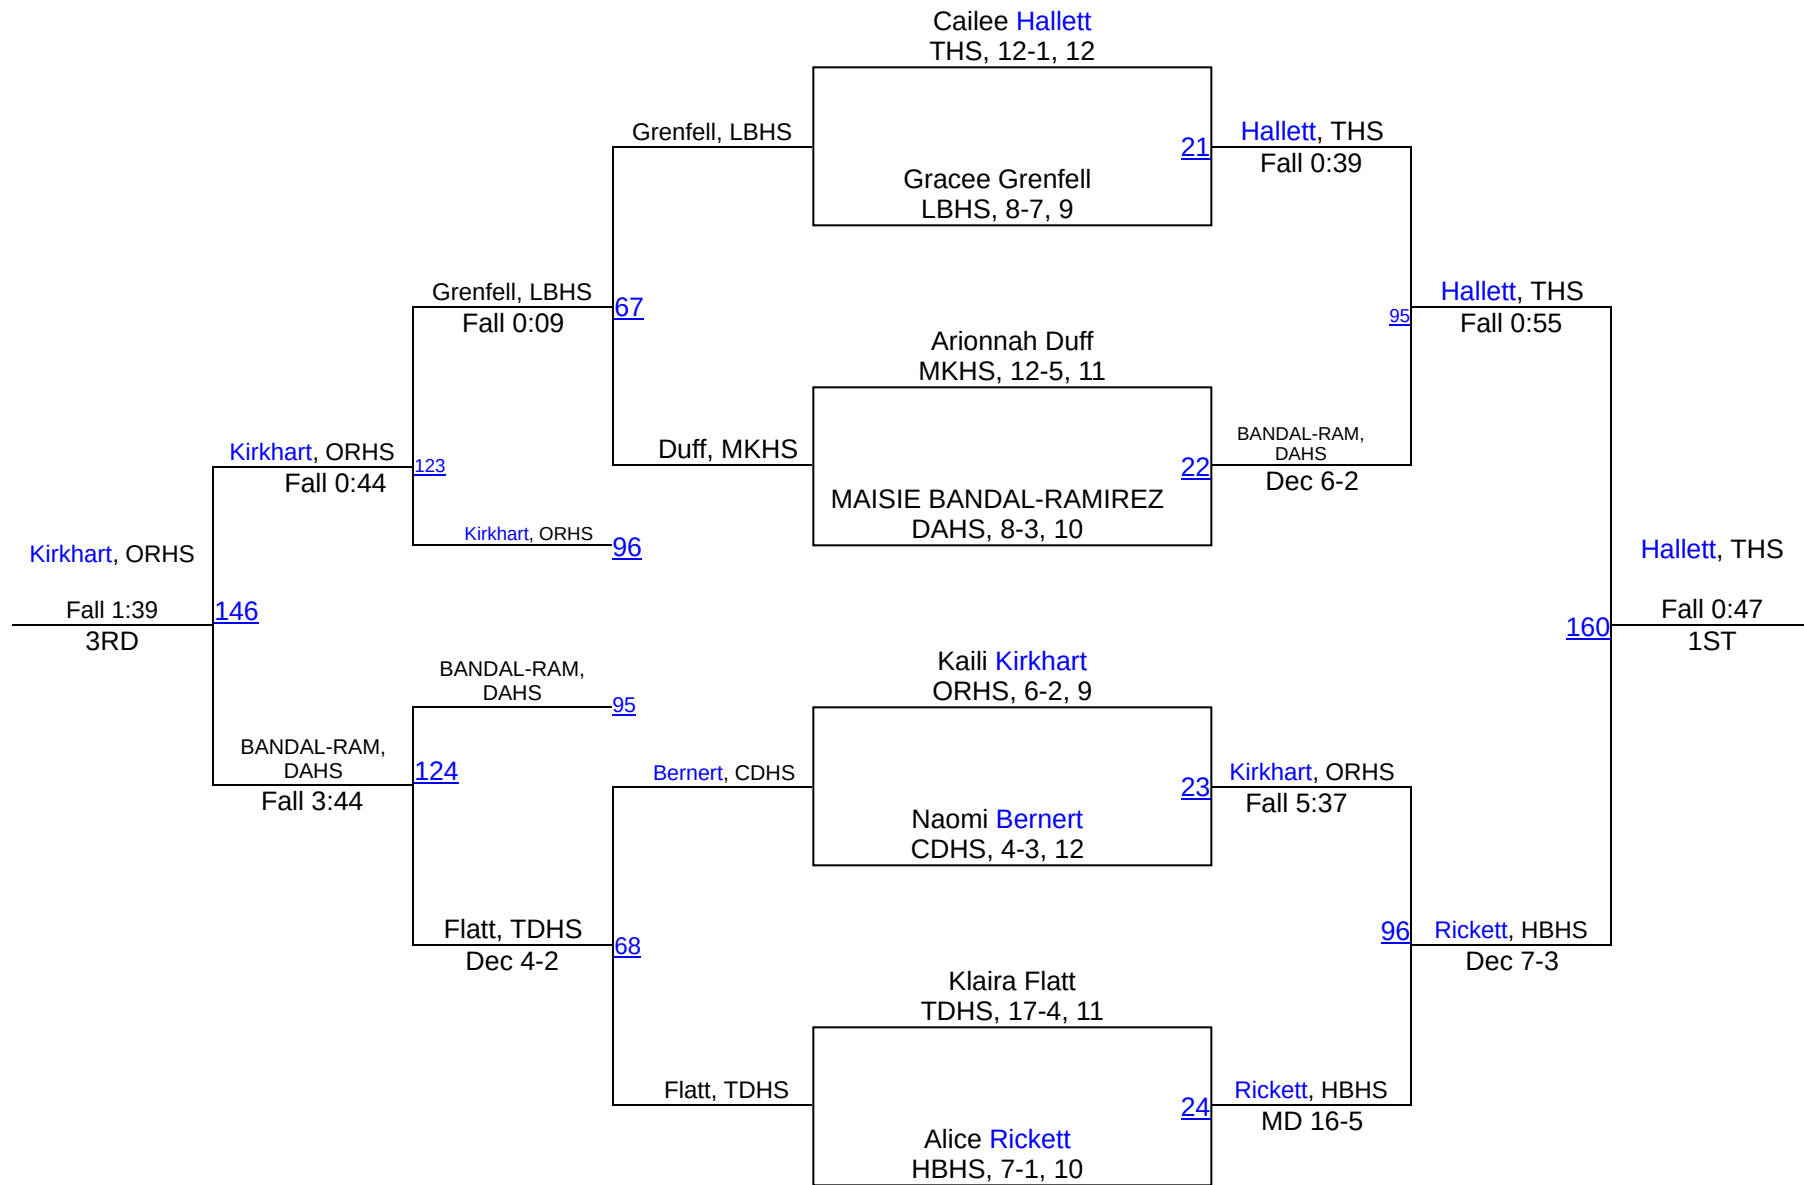 Cailee Hallett
THS, 12-1, 12
Grenfell, LBHS
21
Hallett, THS
Fall 0:39
Gracee Grenfell
LBHS, 8-7, 9
Grenfell, LBHS
Fall 0:09
67
Hallett, THS
Fall 0:55
95
Arionnah Duff
MKHS, 12-5, 11
Kirkhart, ORHS
Fall 0:44
123
Duff, MKHS
22
BANDAL-RAM,
DAHS
Dec 6-2
MAISIE BANDAL-RAMIREZ
DAHS, 8-3, 10
Kirkhart, ORHS
96
Kirkhart, ORHS
Fall 1:39
3RD
146
Hallett, THS
Fall 0:47
1ST
160
BANDAL-RAM,
DAHS
95
Kaili Kirkhart
ORHS, 6-2, 9
BANDAL-RAM,
DAHS
Fall 3:44
124
Bernert, CDHS
23
Kirkhart, ORHS
Fall 5:37
Naomi Bernert
CDHS, 4-3, 12
Flatt, TDHS
Dec 4-2
68
96
Rickett, HBHS
Dec 7-3
Klaira Flatt
TDHS, 17-4, 11
Flatt, TDHS
24
Rickett, HBHS
MD 16-5
Alice Rickett
HBHS, 7-1, 10